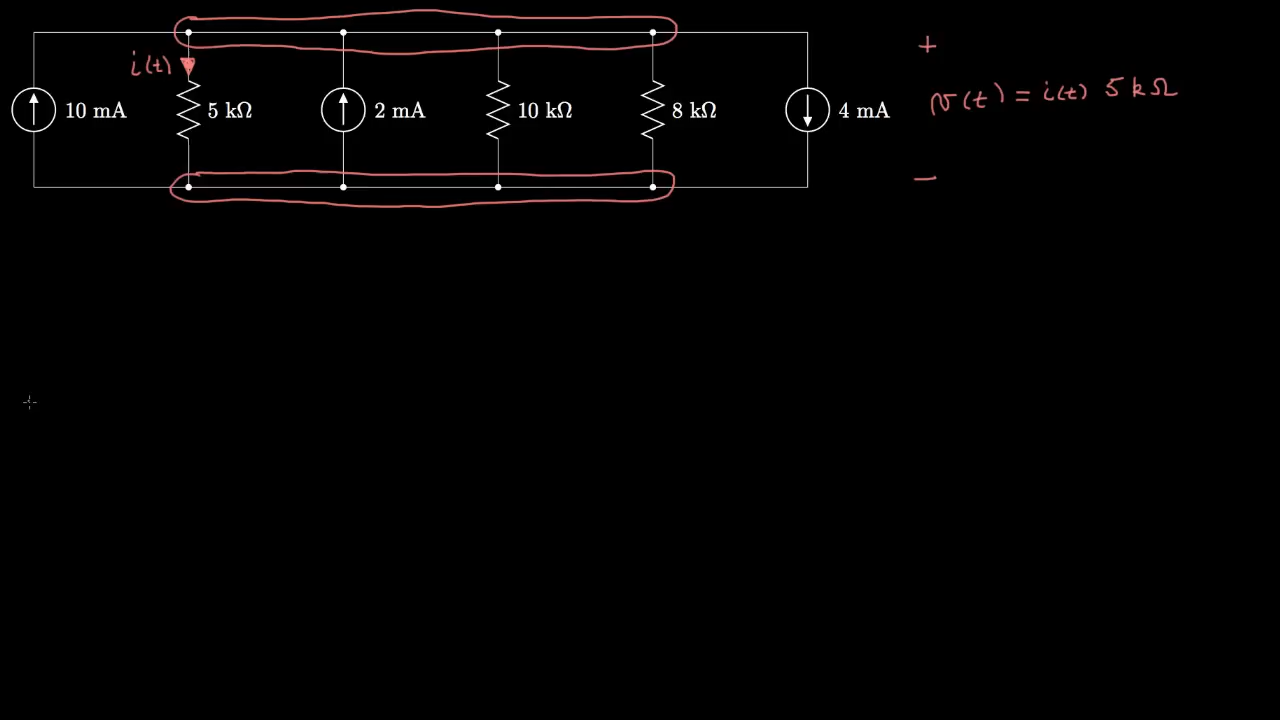 i(t)
10 mA
5 kΩ
2 mA
10 kΩ
8 kΩ
4 mA
+
v(t) = i(t) 5 kΩ
−